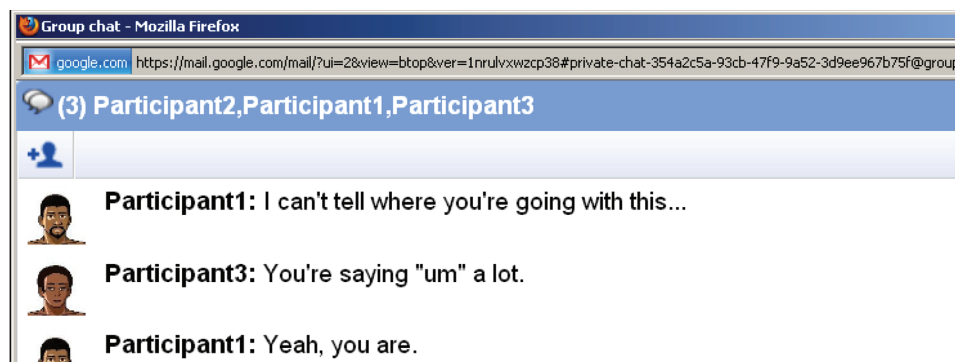 Group chat - Mozilla Firefox
google.com https://mail.google.com/mail/?ui=2&view=btop&ver=1nrulvxwzcp38#private-chat-354a2c5a-93cb-47f9-9a52-3d9ee967b75f@group
(3) Participant2,Participant1,Participant3
Participant1: I can't tell where you're going with this...
Participant3: You're saying "um" a lot.
Participant1: Yeah, you are.